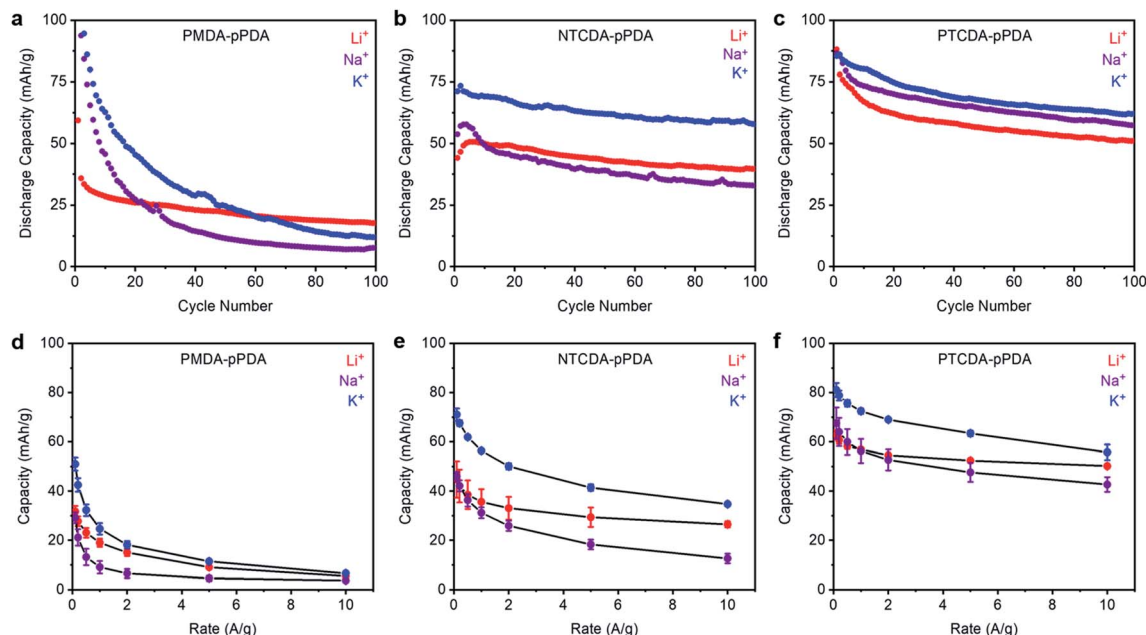 a
PMDA-pPDA
Li⁺
Na⁺
K⁺
Discharge Capacity (mAh/g)
100
75
50
25
0
0 20 40 60 80 100
Cycle Number
b
NTCDA-pPDA
Li⁺
Na⁺
K⁺
Discharge Capacity (mAh/g)
100
75
50
25
0
0 20 40 60 80 100
Cycle Number
c
PTCDA-pPDA
Li⁺
Na⁺
K⁺
Discharge Capacity (mAh/g)
100
75
50
25
0
0 20 40 60 80 100
Cycle Number
d
PMDA-pPDA
Li⁺
Na⁺
K⁺
Capacity (mAh/g)
100
80
60
40
20
0
0 2 4 6 8 10
Rate (A/g)
e
NTCDA-pPDA
Li⁺
Na⁺
K⁺
Capacity (mAh/g)
100
80
60
40
20
0
0 2 4 6 8 10
Rate (A/g)
f
PTCDA-pPDA
Li⁺
Na⁺
K⁺
Capacity (mAh/g)
100
80
60
40
20
0
0 2 4 6 8 10
Rate (A/g)